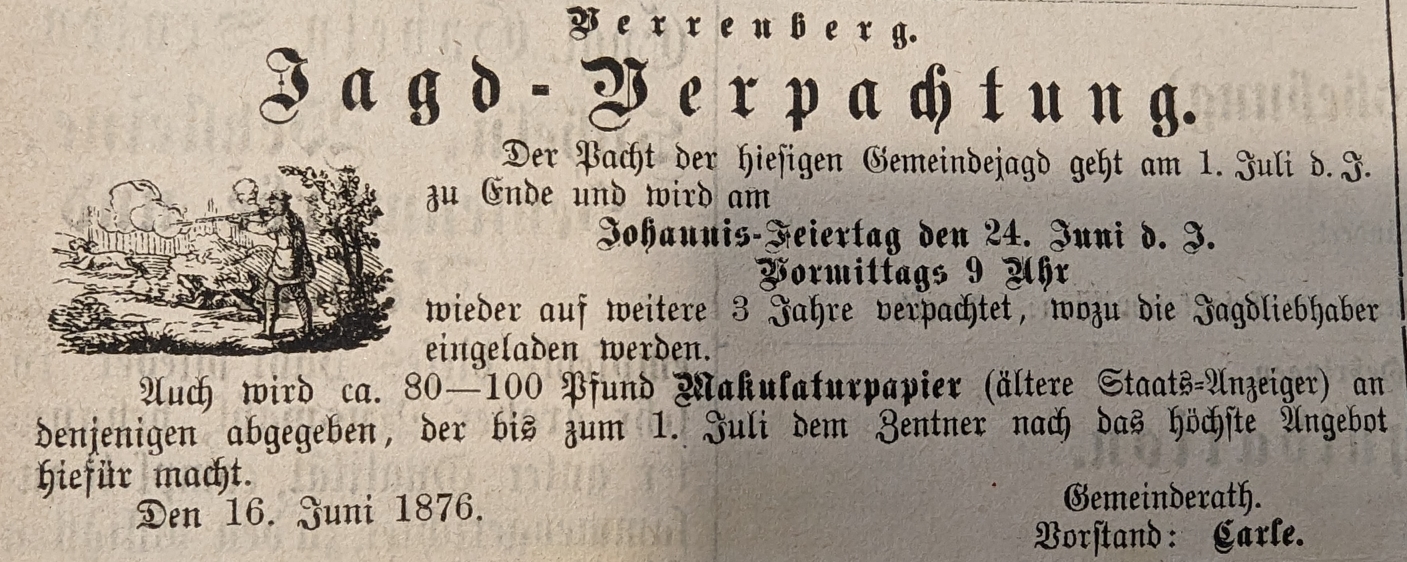 Verrenberg.
Jagd-Verpachtung.
Der Pacht der hiesigen Gemeindejagd geht am 1. Juli d. J.
zu Ende und wird am
Johannis-Feiertag den 24. Juni d. J.
Vormittags 9 Uhr
wieder auf weitere 3 Jahre verpachtet, wozu die Jagdliebhaber
eingeladen werden.
Auch wird ca. 80—100 Pfund Makulaturpapier (ältere Staats-Anzeiger) an
denjenigen abgegeben, der bis zum 1. Juli dem Zentner nach das höchste Angebot
hiefür macht.
Den 16. Juni 1876.
Gemeinderath.
Vorstand: Carle.